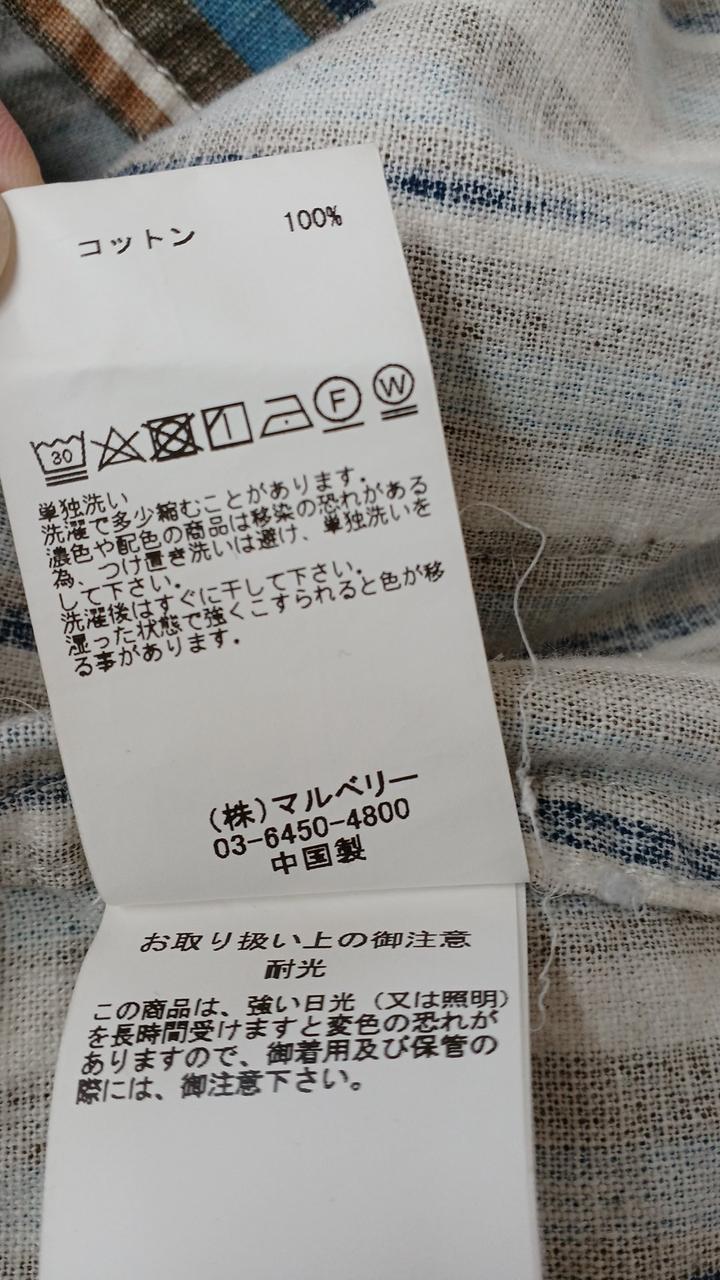 コットン 100%
30 F W
単独洗い
洗濯で多少縮むことがあります.
濃色や配色の商品は移染の恐れがある
為、つけ置き洗いは避け、単独洗いを
して下さい.
洗濯後はすぐに干して下さい.
湿った状態で強くこすられると色が移
る事があります.
(株)マルベリー
03-6450-4800
中国製
お取り扱い上の御注意
耐光
この商品は、強い日光(又は照明)
を長時間受けますと変色の恐れが
ありますので、御着用及び保管の
際には、御注意下さい。